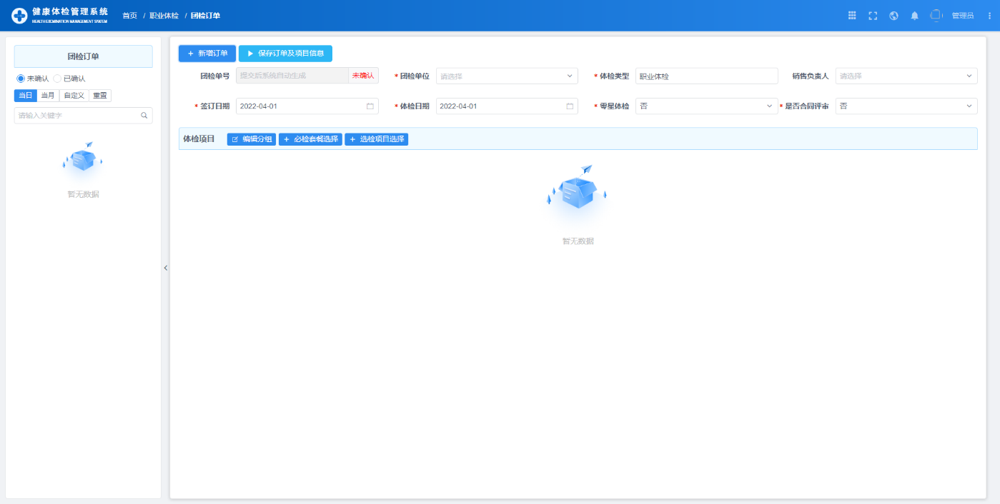 健康体检管理系统
首页 / 职业体检 / 团检订单
管理员
团检订单
未确认 已确认
当日 当月 自定义 重置
请输入关键字
暂无数据
+ 新增订单 保存订单及项目信息
团检单号 提交后系统自动生成 未确认 * 团检单位 请选择 * 体检类型 职业体检 销售负责人 请选择
* 签订日期 2022-04-01 * 体检日期 2022-04-01 * 零星体检 否 * 是否合同评审 否
体检项目 编辑分组 + 必检套餐选择 + 选检项目选择
暂无数据